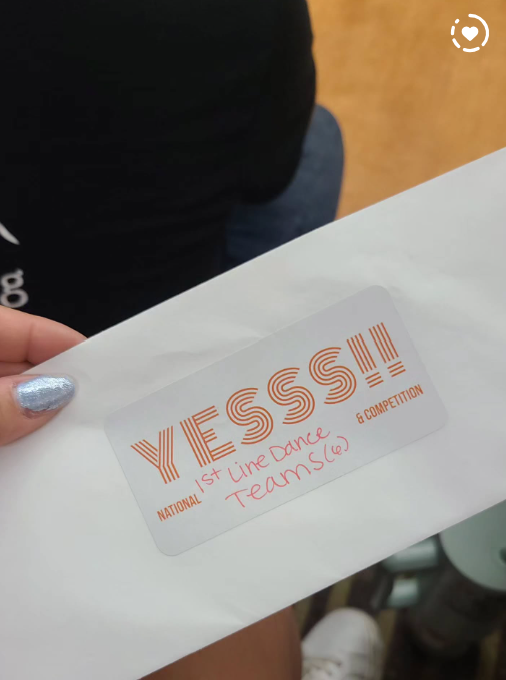 g
YESSS!!
NATIONAL
& COMPETITION
1st Line Dance
Teams (6)